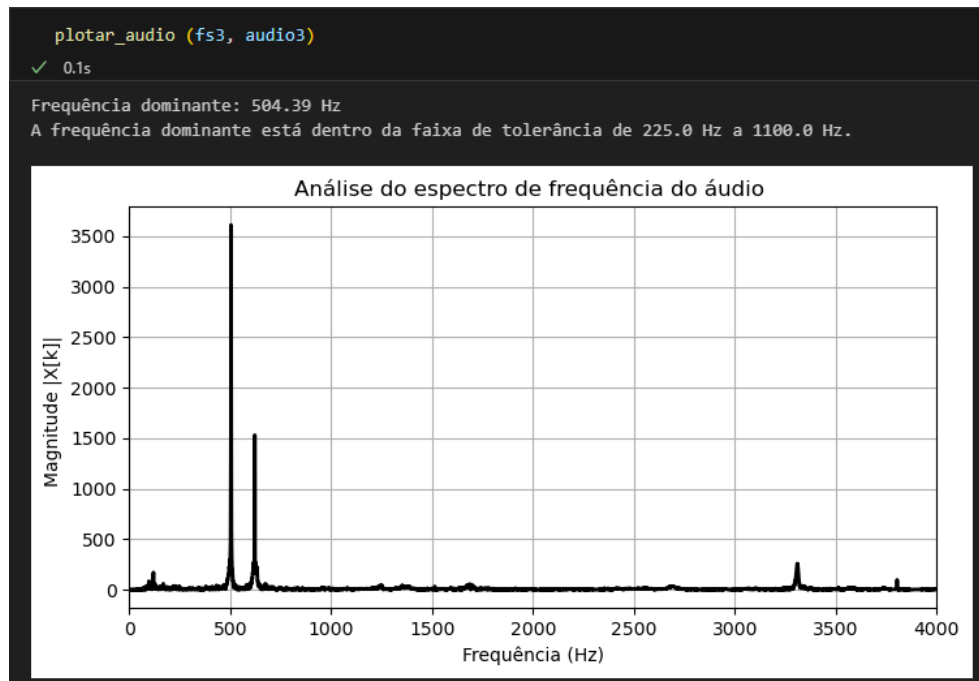 plotar_audio (fs3, audio3)
✓ 0.1s
Frequência dominante: 504.39 Hz
A frequência dominante está dentro da faixa de tolerância de 225.0 Hz a 1100.0 Hz.
Análise do espectro de frequência do áudio
Magnitude |X[k]|
3500
3000
2500
2000
1500
1000
500
0
0 500 1000 1500 2000 2500 3000 3500 4000
Frequência (Hz)